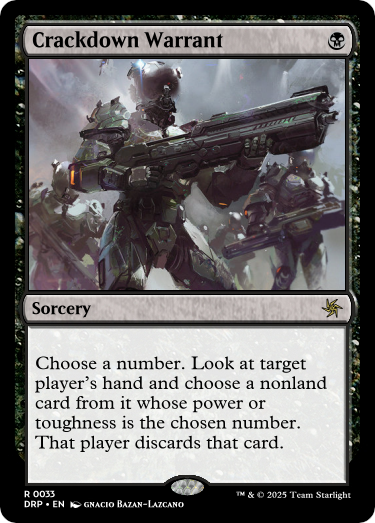 Crackdown Warrant
Sorcery
Choose a number. Look at target
player's hand and choose a nonland
card from it whose power or
toughness is the chosen number.
That player discards that card.
R 0033
DRP • EN gnacio Bazan-Lazcano
™ & © 2025 Team Starlight